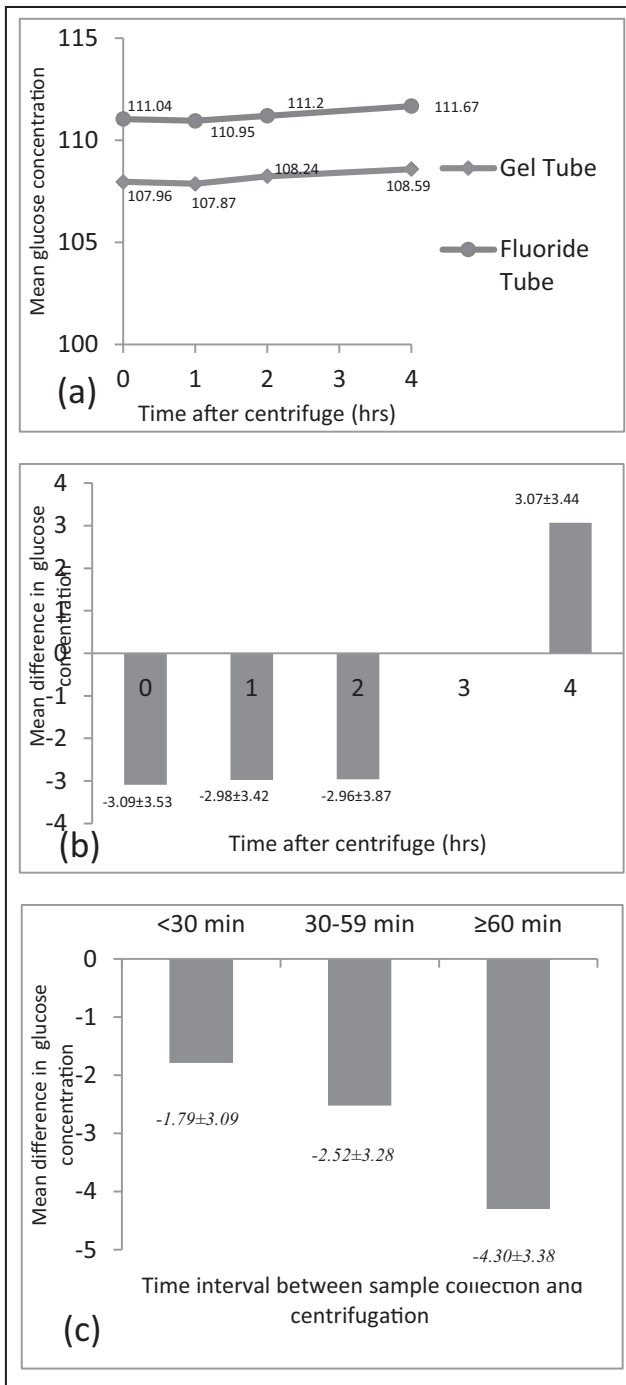 115
110
105
100
Mean glucose concentration
111.04
110.95
111.2
111.67
107.96
107.87
108.24
108.59
Gel Tube
Fluoride
Tube
0 1 2 3 4
(a)
Time after centrifuge (hrs)
4
3
2
1
0
-1
-2
-3
-4
Mean difference in glucose
concentration
3.07±3.44
0 1 2 3 4
-3.09±3.53
-2.98±3.42
-2.96±3.87
(b)
Time after centrifuge (hrs)
<30 min 30-59 min ≥60 min
0
-1
-2
-3
-4
-5
Mean difference in glucose
concentration
-1.79±3.09
-2.52±3.28
-4.30±3.38
Time interval between sample collection and
centrifugation
(c)